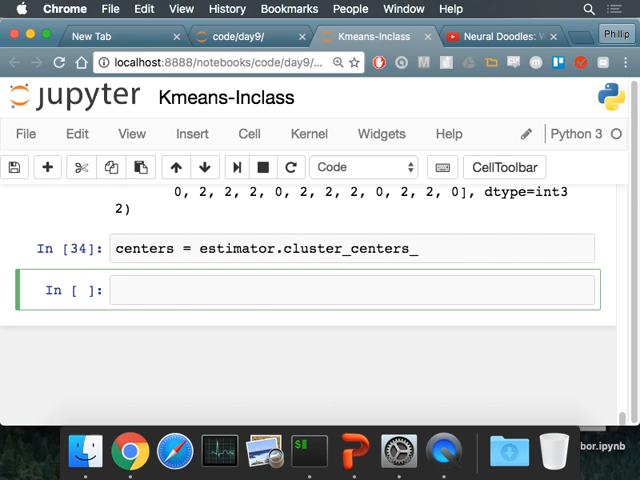 Chrome File Edit View History Bookmarks People Window Help
New Tab code/day9/ Kmeans-Inclass Neural Doodles: W Phillip
localhost:8888/notebooks/code/day9/...
jupyter Kmeans-Inclass
File Edit View Insert Cell Kernel Widgets Help Python 3
Code CellToolbar
0, 2, 2, 2, 0, 2, 2, 2, 0, 2, 2, 0], dtype=int3
2)
In [34]: centers = estimator.cluster_centers_
In [ ]:
bor.ipynb